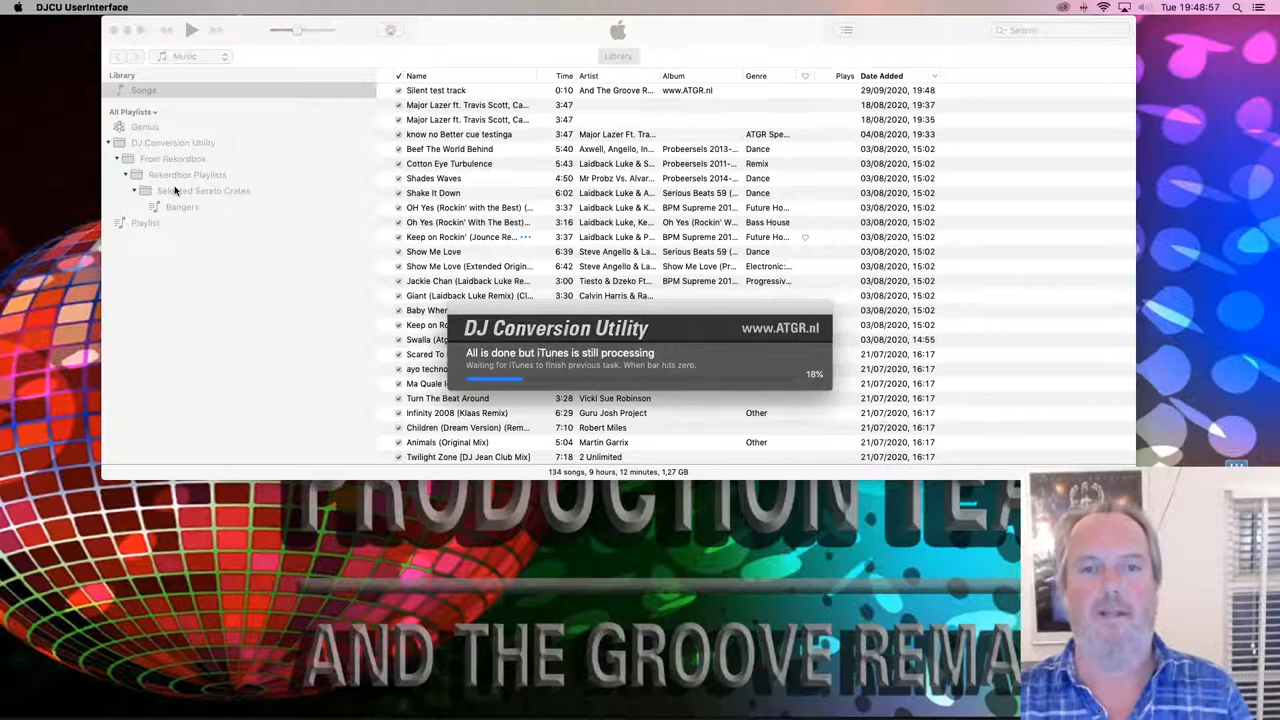 DJCU UserInterface
Tue 19:48:57
Music
Library
Search
Library
Songs
All Playlists
Genius
DJ Conversion Utility
From Rekordbox
Rekordbox Playlists
Selected Serato Crates
Bangers
Playlist
✓ Name Time Artist Album Genre ♡ Plays Date Added
Silent test track 0:10 And The Groove R... www.ATGR.nl 29/09/2020, 19:48
Major Lazer ft. Travis Scott, Ca... 3:47 18/08/2020, 19:37
Major Lazer ft. Travis Scott, Ca... 3:47 18/08/2020, 19:35
know no Better cue testinga 3:47 Major Lazer Ft. Tra... ATGR Spe... 04/08/2020, 19:33
Beef The World Behind 5:40 Axwell, Angello, In... Probeersels 2013-... Dance 03/08/2020, 15:02
Cotton Eye Turbulence 5:43 Laidback Luke & S... Probeersels 2011-... Remix 03/08/2020, 15:02
Shades Waves 4:50 Mr Probz Vs. Alvar... Probeersels 2013-... Dance 03/08/2020, 15:02
Shake It Down 6:02 Laidback Luke & A... Serious Beats 59 (... Dance 03/08/2020, 15:02
OH Yes (Rockin' with the Best) (... 3:37 Laidback Luke & K... BPM Supreme 201... Future Ho... 03/08/2020, 15:02
Oh Yes (Rockin' With The Best)... 3:16 Laidback Luke, Ke... Oh Yes (Rockin' W... Bass House 03/08/2020, 15:02
Keep on Rockin' (Jounce Re... ••• 3:37 Laidback Luke & P... BPM Supreme 201... Future Ho... ♡ 03/08/2020, 15:02
Show Me Love 6:39 Steve Angello & La... Serious Beats 59 (... Dance 03/08/2020, 15:02
Show Me Love (Extended Origin... 6:42 Steve Angello & La... Show Me Love (Pr... Electronic:... 03/08/2020, 15:02
Jackie Chan (Laidback Luke Re... 3:00 Tiesto & Dzeko Ft... BPM Supreme 201... Progressiv... 03/08/2020, 15:02
Giant (Laidback Luke Remix) (Cl... 3:30 Calvin Harris & Ra... 03/08/2020, 15:02
Baby Wher 03/08/2020, 15:02
Keep on Ro 03/08/2020, 15:02
Swalla (Afr 03/08/2020, 14:55
Scared To 21/07/2020, 16:17
ayo techno 21/07/2020, 16:17
Ma Quale I 21/07/2020, 16:17
Turn The Beat Around 3:28 Vicki Sue Robinson 21/07/2020, 16:17
Infinity 2008 (Klaas Remix) 6:29 Guru Josh Project Other 21/07/2020, 16:17
Children (Dream Version) (Rem... 7:10 Robert Miles 21/07/2020, 16:17
Animals (Original Mix) 5:04 Martin Garrix Other 21/07/2020, 16:17
Twilight Zone [DJ Jean Club Mix] 7:18 2 Unlimited 21/07/2020, 16:17
DJ Conversion Utility www.ATGR.nl
All is done but iTunes is still processing
Waiting for iTunes to finish previous task. When bar hits zero.
18%
134 songs, 9 hours, 12 minutes, 1,27 GB
PRODUCTION TEA
AND THE GROOVE REMA